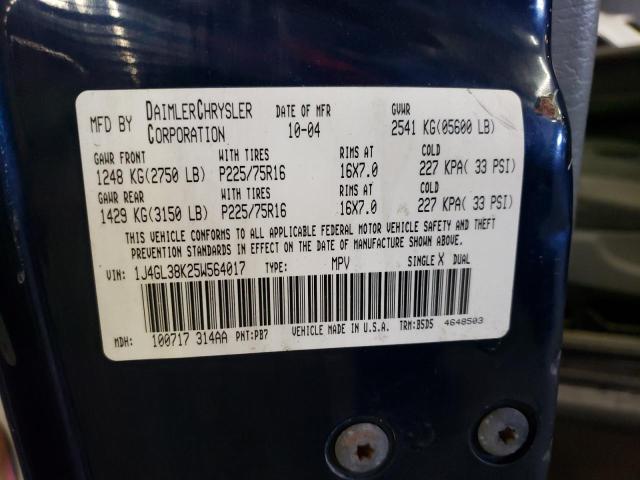 MFD BY DAIMLERCHRYSLER CORPORATION DATE OF MFR 10-04 GVWR 2541 KG(05600 LB)
GAWR FRONT WITH TIRES RIMS AT COLD
1248 KG(2750 LB) P225/75R16 16X7.0 227 KPA( 33 PSI)
GAWR REAR WITH TIRES RIMS AT COLD
1429 KG(3150 LB) P225/75R16 16X7.0 227 KPA( 33 PSI)
THIS VEHICLE CONFORMS TO ALL APPLICABLE FEDERAL MOTOR VEHICLE SAFETY AND THEFT
PREVENTION STANDARDS IN EFFECT ON THE DATE OF MANUFACTURE SHOWN ABOVE.
VIN: 1J4GL38K25W564017 TYPE: MPV SINGLE X DUAL
MDH: 100717 314AA PNT:PB7 VEHICLE MADE IN U.S.A. TRM:B5D5 4648503